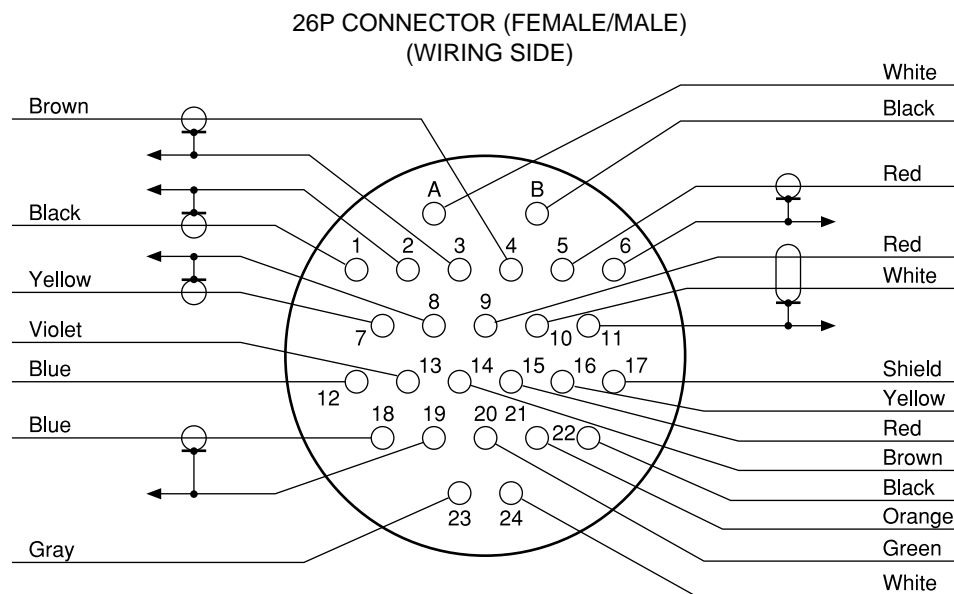 26P CONNECTOR (FEMALE/MALE)
(WIRING SIDE)
White
Brown
Black
A B
Red
Black
1 2 3 4 5 6
Red
Yellow
White
8 9
7 10 11
Violet
Blue
13 14 15 16 17
Shield
12
Yellow
Blue
18 19 20 21
Red
22
Brown
Black
Orange
23 24
Gray
Green
White